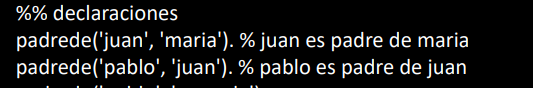 %% declaraciones
padrede('juan', 'maria'). % juan es padre de maria
padrede('pablo', 'juan'). % pablo es padre de juan